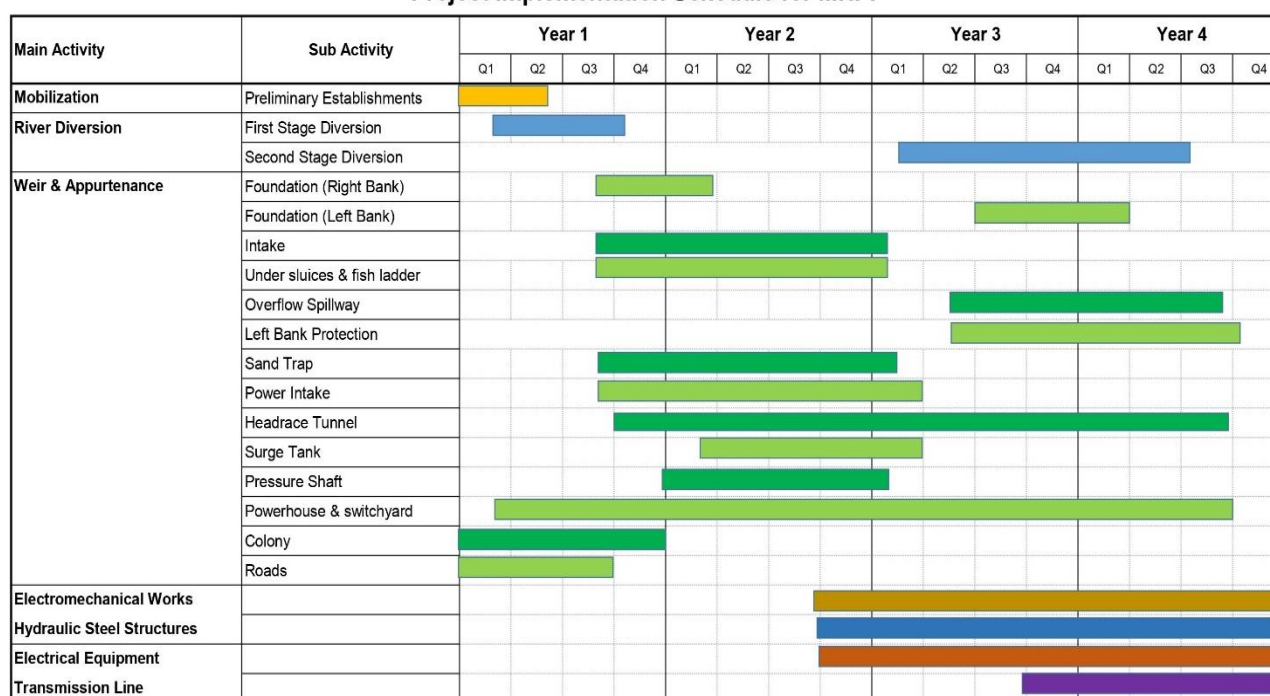 Main Activity Sub Activity Year 1 Year 2 Year 3 Year 4
Q1 Q2 Q3 Q4 Q1 Q2 Q3 Q4 Q1 Q2 Q3 Q4 Q1 Q2 Q3 Q4
Mobilization Preliminary Establishments
River Diversion First Stage Diversion
Second Stage Diversion
Weir & Appurtenance Foundation (Right Bank)
Foundation (Left Bank)
Intake
Under sluices & fish ladder
Overflow Spillway
Left Bank Protection
Sand Trap
Power Intake
Headrace Tunnel
Surge Tank
Pressure Shaft
Powerhouse & switchyard
Colony
Roads
Electromechanical Works
Hydraulic Steel Structures
Electrical Equipment
Transmission Line